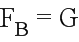 F_B = G